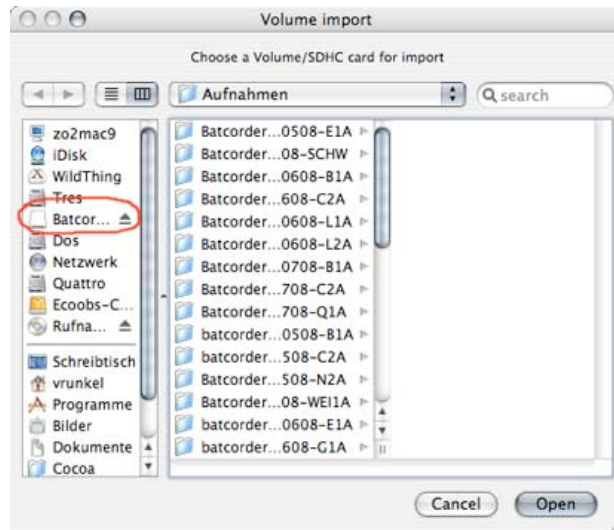 Volume import
Choose a Volume/SDHC card for import
Aufnahmen
search
zo2mac9
iDisk
WildThing
Tres
Batcor...
Dos
Netzwerk
Quattro
Ecoobs-C...
Rufna...
Schreibtisch
vrunkel
Programme
Bilder
Dokumente
Cocoa
Batcorder...0508-E1A
Batcorder...08-SCHW
Batcorder...0608-B1A
Batcorder...608-C2A
Batcorder...0608-L1A
Batcorder...0608-L2A
Batcorder...0708-B1A
Batcorder...708-C2A
Batcorder...708-Q1A
batcorder...0508-B1A
batcorder...508-C2A
batcorder...508-N2A
Batcorder...08-WEI1A
batcorder...0608-E1A
batcorder...608-G1A
Cancel
Open